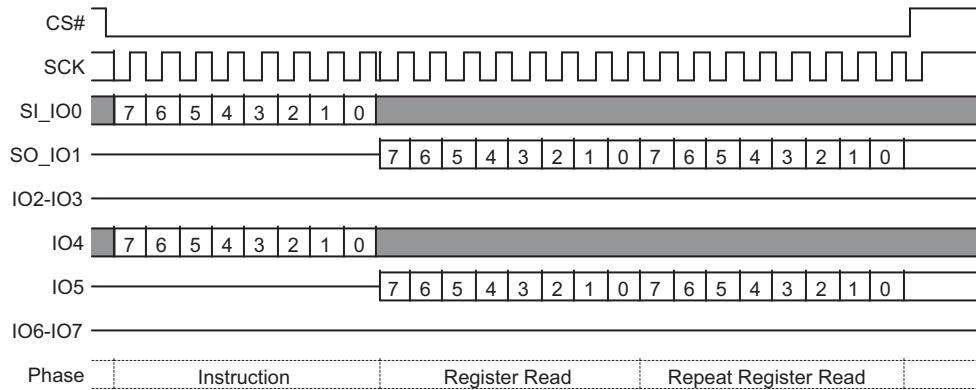 CS#
SCK
SI_IO0 7 6 5 4 3 2 1 0
SO_IO1 7 6 5 4 3 2 1 0 7 6 5 4 3 2 1 0
IO2-IO3
IO4 7 6 5 4 3 2 1 0
IO5 7 6 5 4 3 2 1 0 7 6 5 4 3 2 1 0
IO6-IO7
Phase Instruction Register Read Repeat Register Read